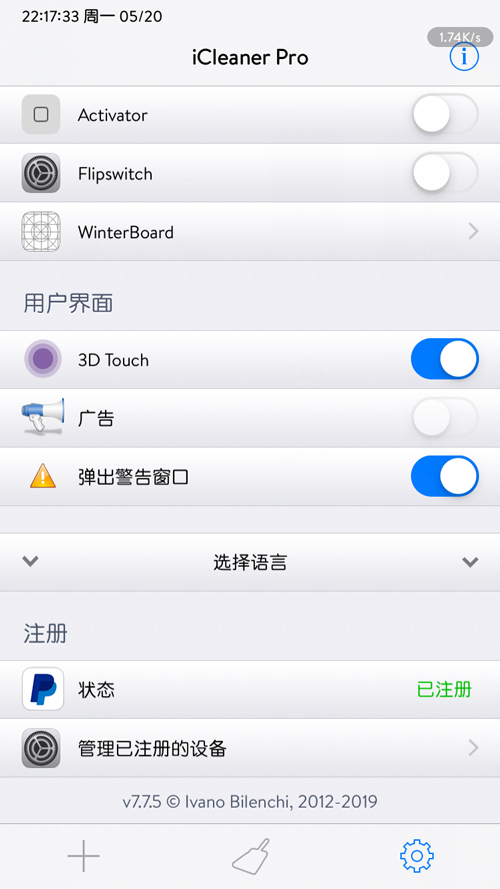 22:17:33 周一 05/20
1.74K/s
iCleaner Pro
Activator
Flipswitch
WinterBoard
用户界面
3D Touch
广告
弹出警告窗口
选择语言
注册
状态 已注册
管理已注册的设备
v7.7.5 © Ivano Bilenchi, 2012-2019